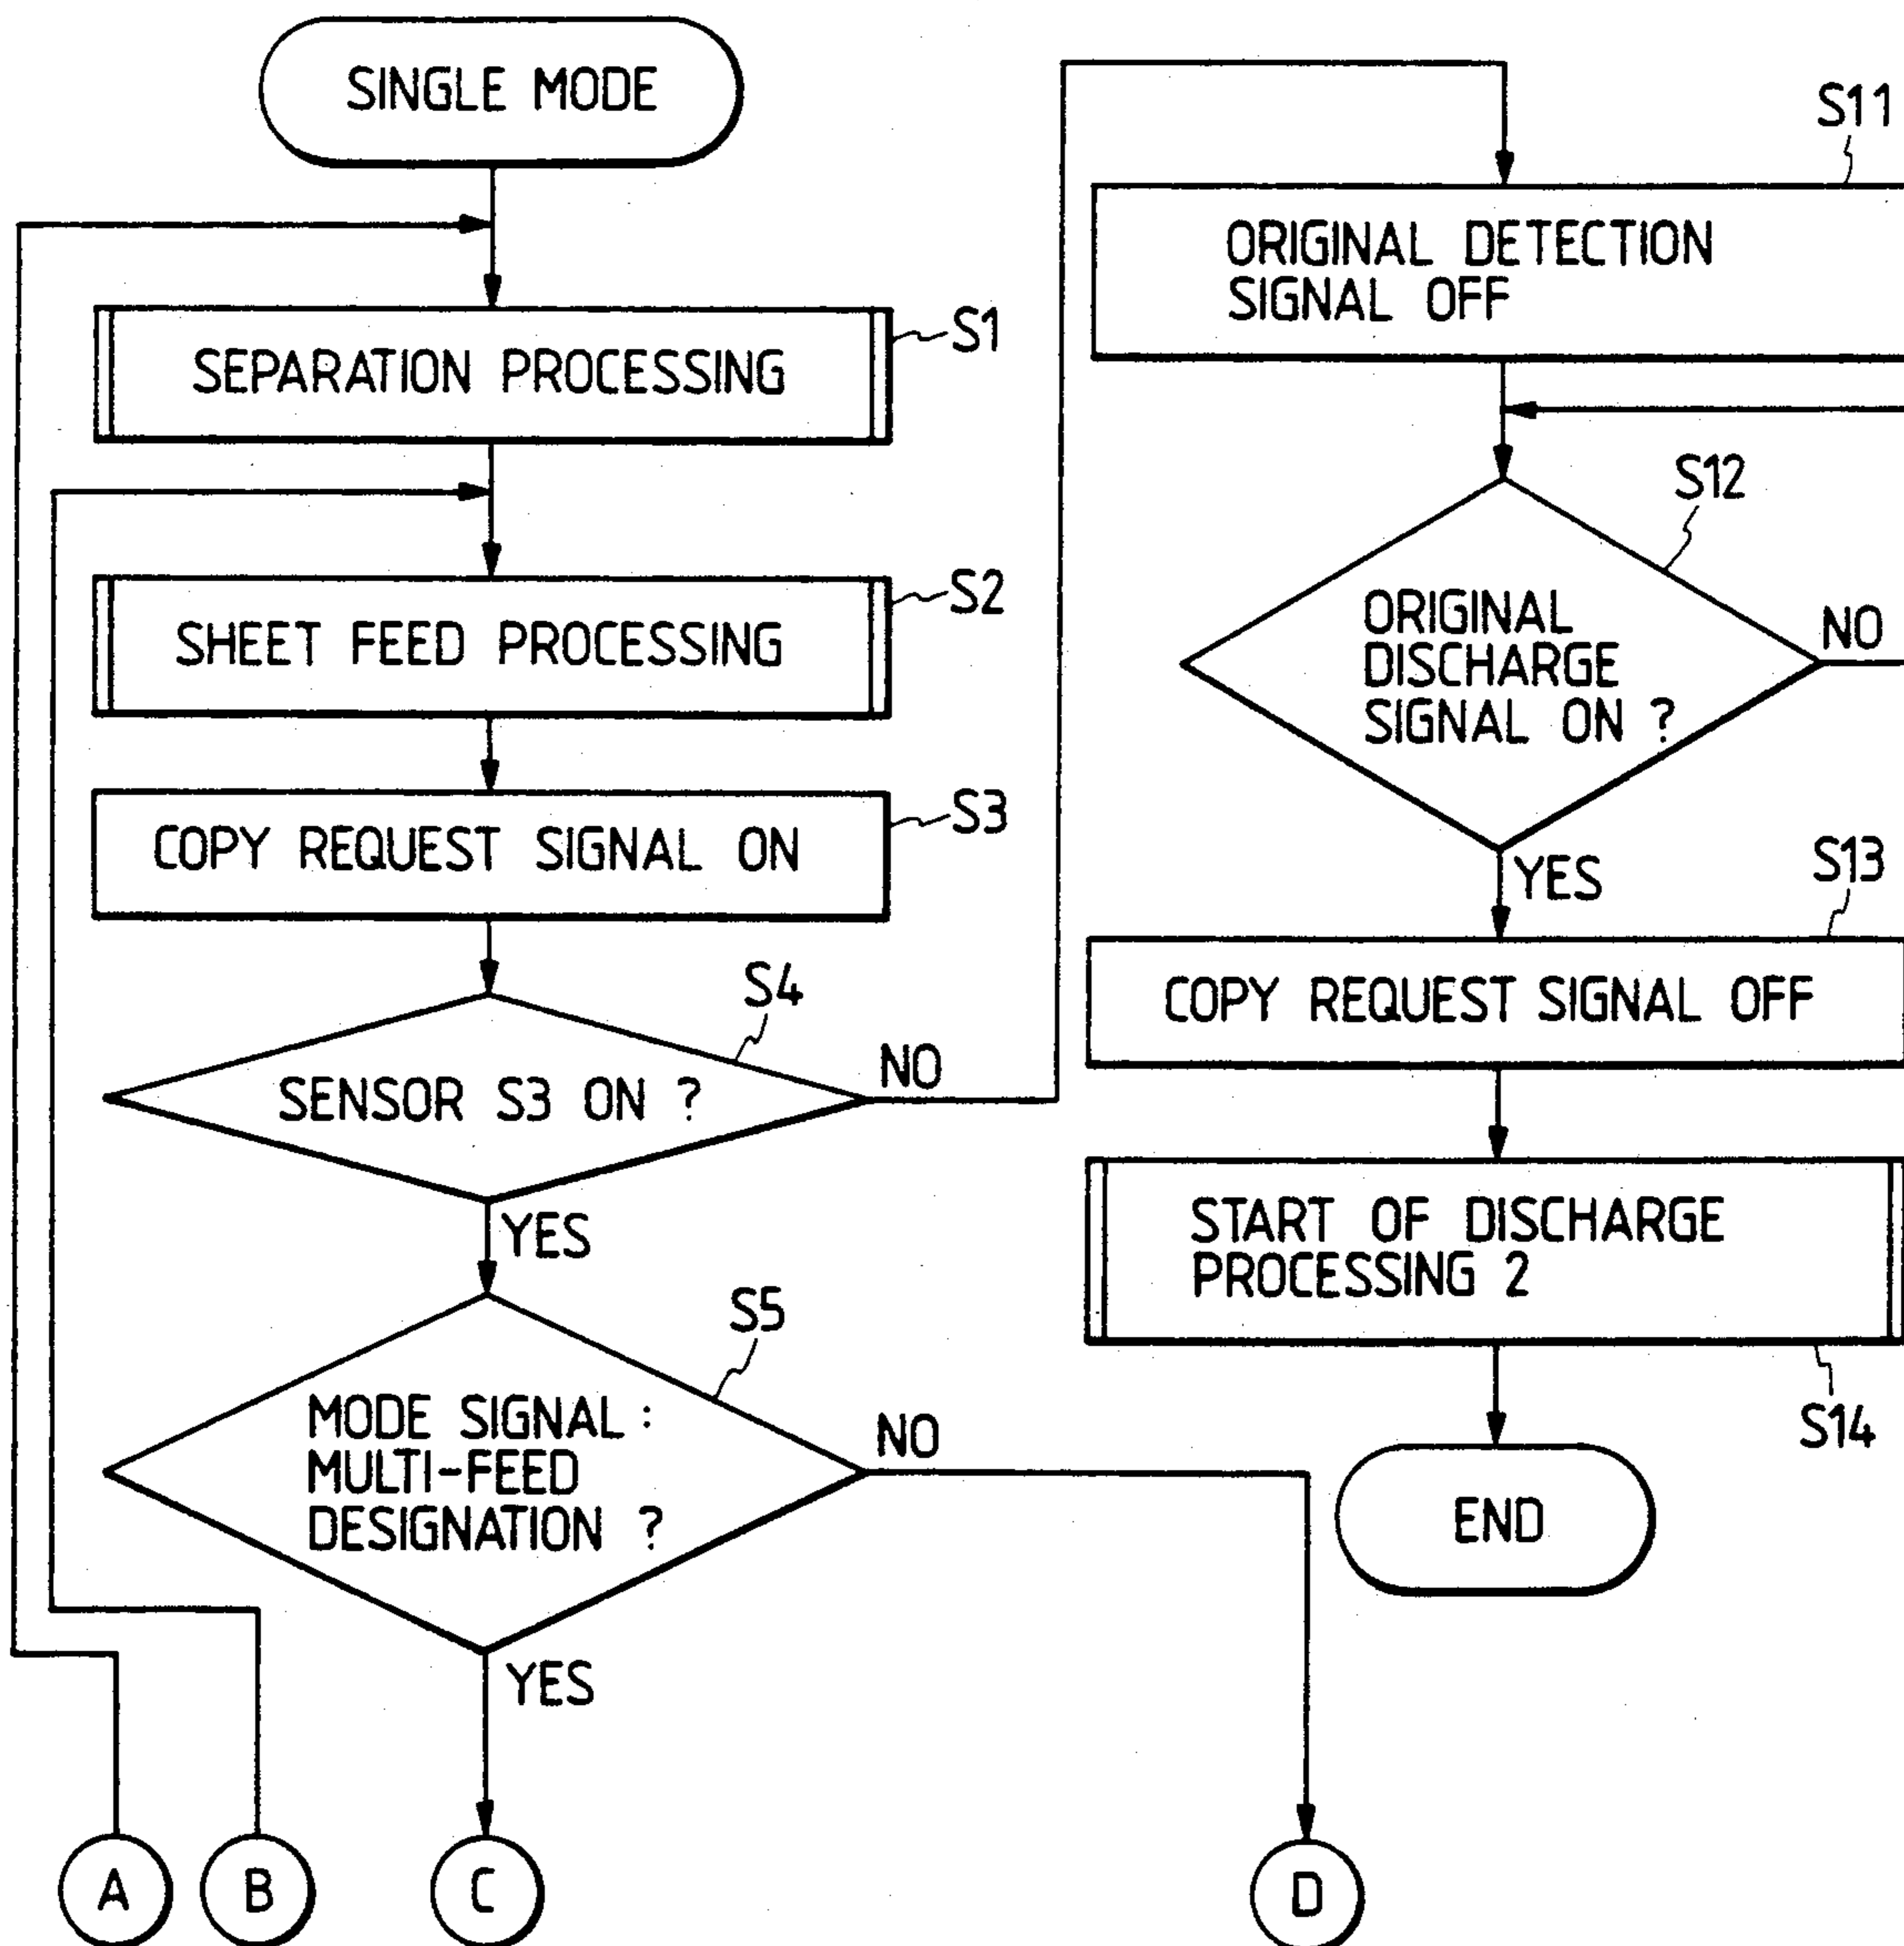 SINGLE MODE
SEPARATION PROCESSING
S1
SHEET FEED PROCESSING
S2
COPY REQUEST SIGNAL ON
S3
S4
SENSOR S3 ON ?
NO
YES
S5
MODE SIGNAL :
MULTI-FEED
DESIGNATION ?
NO
YES
A
B
C
D
S11
ORIGINAL DETECTION
SIGNAL OFF
S12
ORIGINAL
DISCHARGE
SIGNAL ON ?
NO
YES
S13
COPY REQUEST SIGNAL OFF
START OF DISCHARGE
PROCESSING 2
S14
END